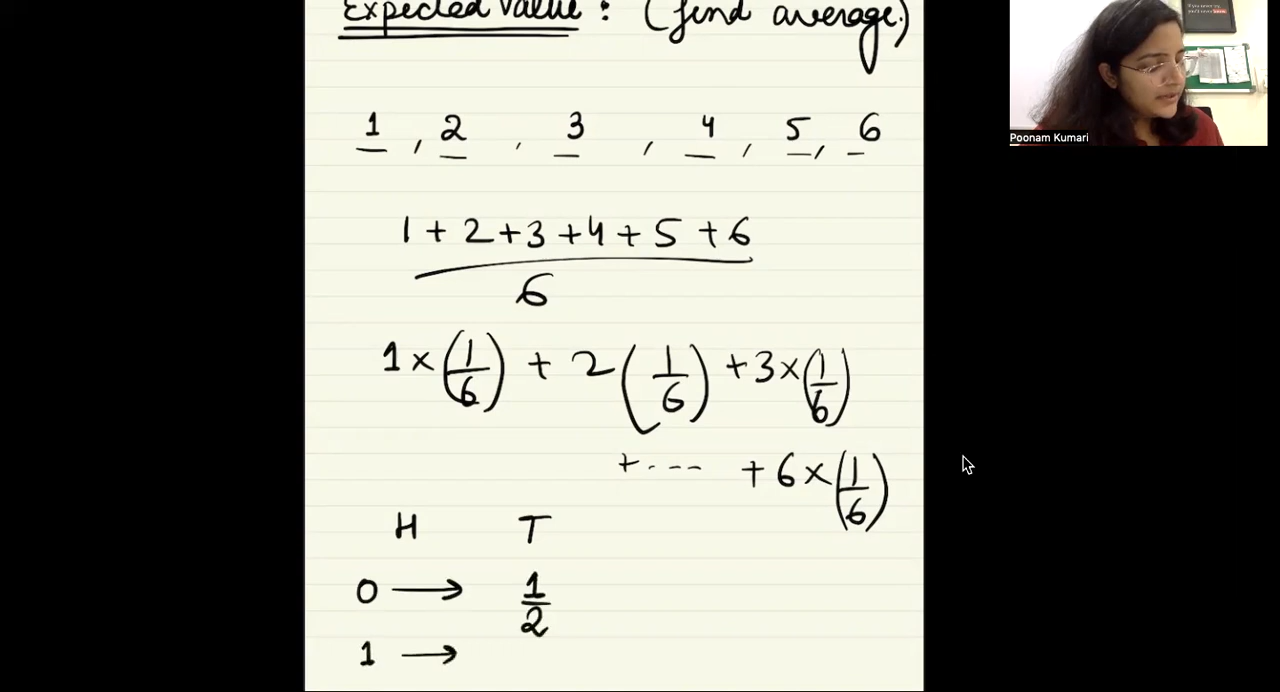 Expected Value : (find average.)
1 , 2 , 3 , 4 , 5 , 6
1 + 2 + 3 + 4 + 5 + 6
6
1 × (1/6) + 2 (1/6) + 3 × (1/6)
+ . --- + 6 × (1/6)
H T
0 → 1/2
1 →
Poonam Kumari